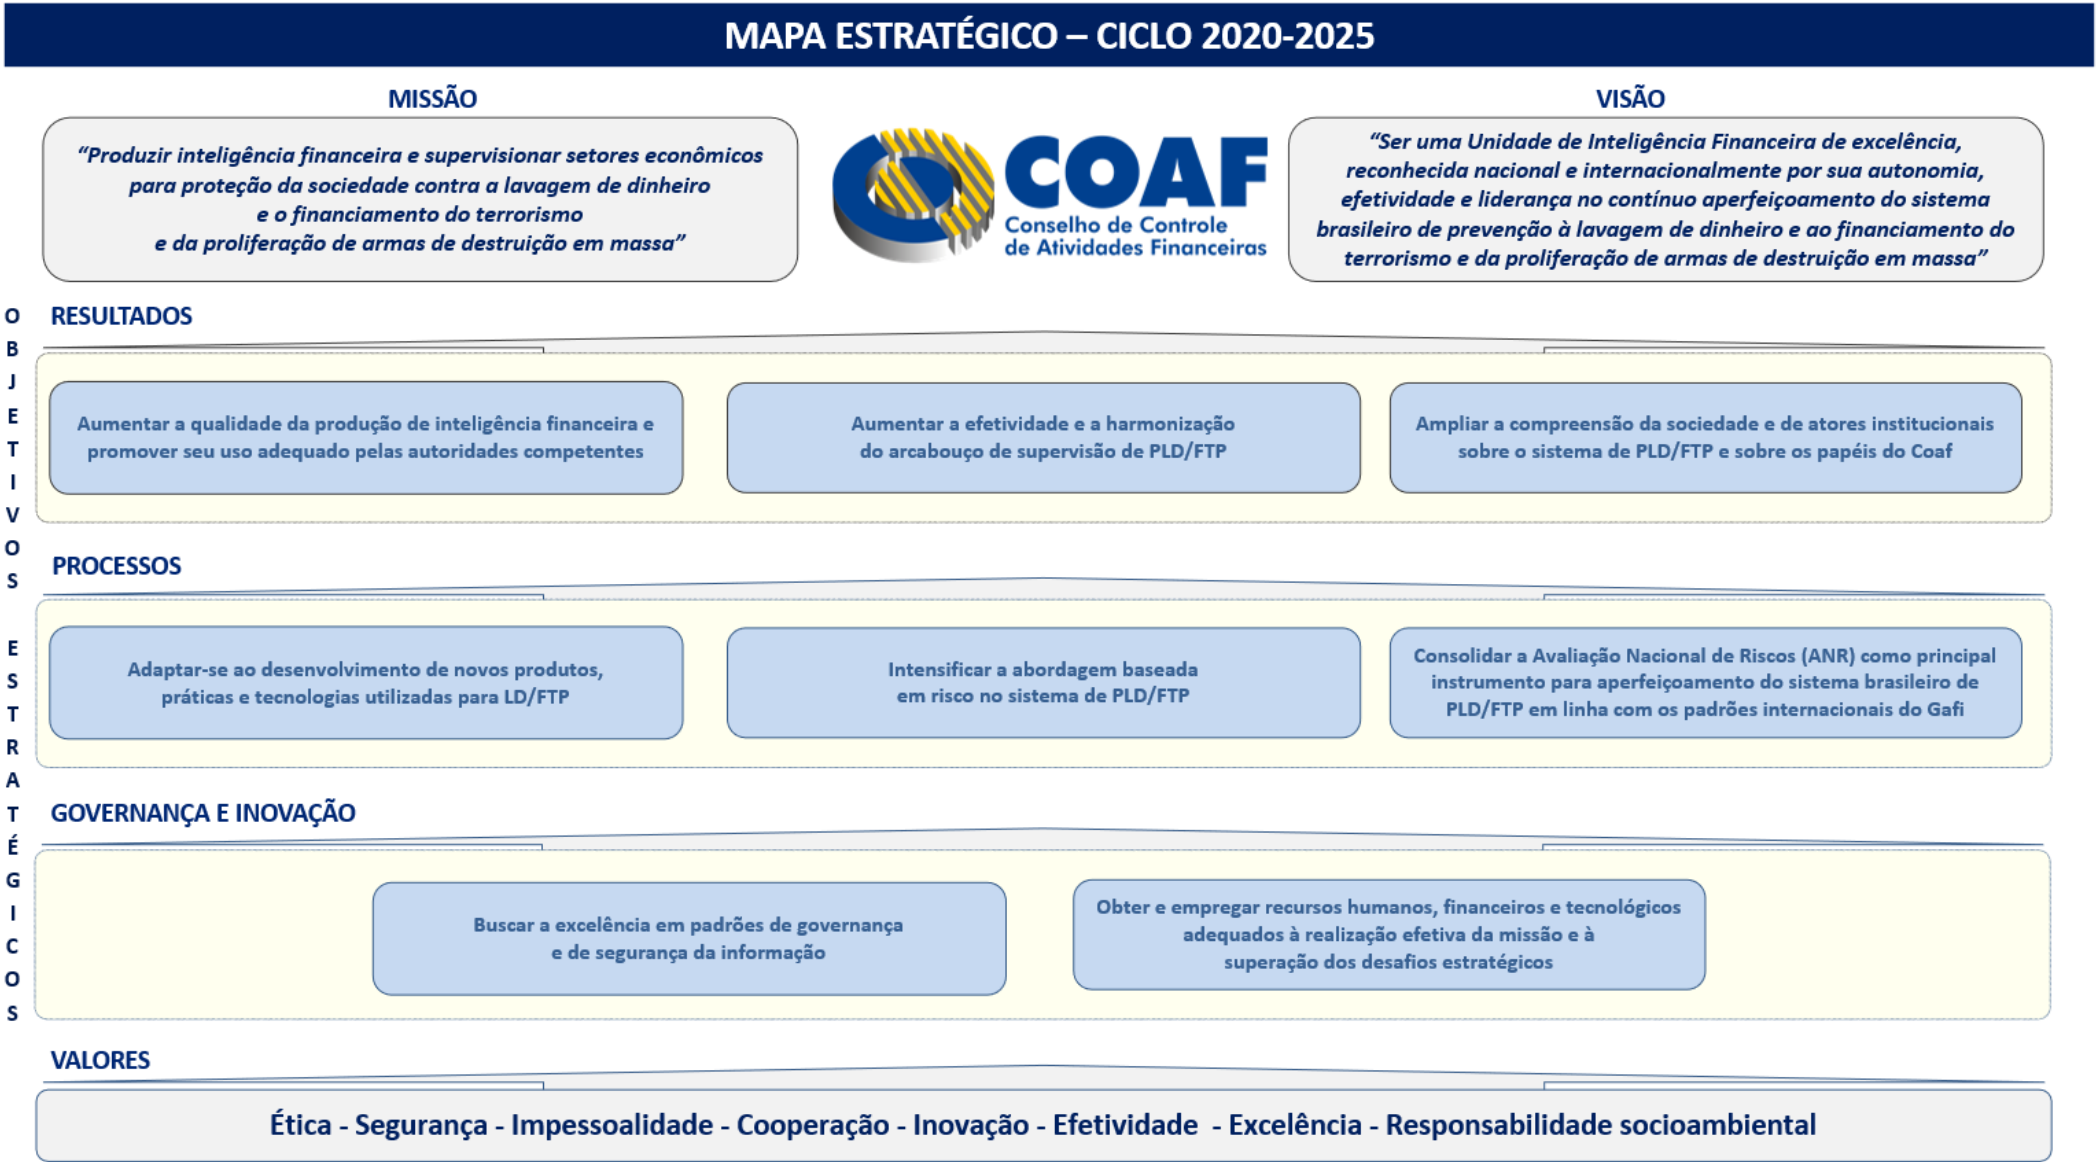 MAPA ESTRATÉGICO – CICLO 2020-2025
MISSÃO
“Produzir inteligência financeira e supervisionar setores econômicos
para proteção da sociedade contra a lavagem de dinheiro
e o financiamento do terrorismo
e da proliferação de armas de destruição em massa”
COAF
Conselho de Controle
de Atividades Financeiras
VISÃO
“Ser uma Unidade de Inteligência Financeira de excelência,
reconhecida nacional e internacionalmente por sua autonomia,
efetividade e liderança no contínuo aperfeiçoamento do sistema
brasileiro de prevenção à lavagem de dinheiro e ao financiamento do
terrorismo e da proliferação de armas de destruição em massa”
OBJETIVOS ESTRATÉGICOS
RESULTADOS
Aumentar a qualidade da produção de inteligência financeira e
promover seu uso adequado pelas autoridades competentes
Aumentar a efetividade e a harmonização
do arcabouço de supervisão de PLD/FTP
Ampliar a compreensão da sociedade e de atores institucionais
sobre o sistema de PLD/FTP e sobre os papéis do Coaf
PROCESSOS
Adaptar-se ao desenvolvimento de novos produtos,
práticas e tecnologias utilizadas para LD/FTP
Intensificar a abordagem baseada
em risco no sistema de PLD/FTP
Consolidar a Avaliação Nacional de Riscos (ANR) como principal
instrumento para aperfeiçoamento do sistema brasileiro de
PLD/FTP em linha com os padrões internacionais do Gafi
GOVERNANÇA E INOVAÇÃO
Buscar a excelência em padrões de governança
e de segurança da informação
Obter e empregar recursos humanos, financeiros e tecnológicos
adequados à realização efetiva da missão e à
superação dos desafios estratégicos
VALORES
Ética - Segurança - Impessoalidade - Cooperação - Inovação - Efetividade  - Excelência - Responsabilidade socioambiental